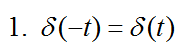 1. δ(−t) = δ(t)